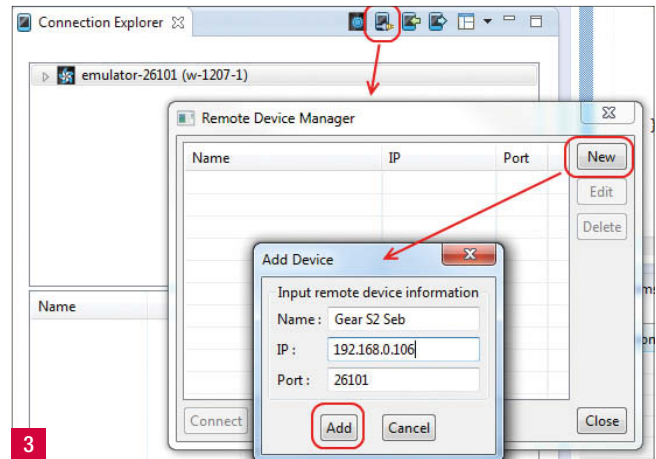 Connection Explorer
emulator-26101 (w-1207-1)
Remote Device Manager
Name IP Port
New
Edit
Delete
Add Device
Input remote device information
Name : Gear S2 Seb
IP : 192.168.0.106
Port : 26101
Add Cancel
Name
Connect
Close
3